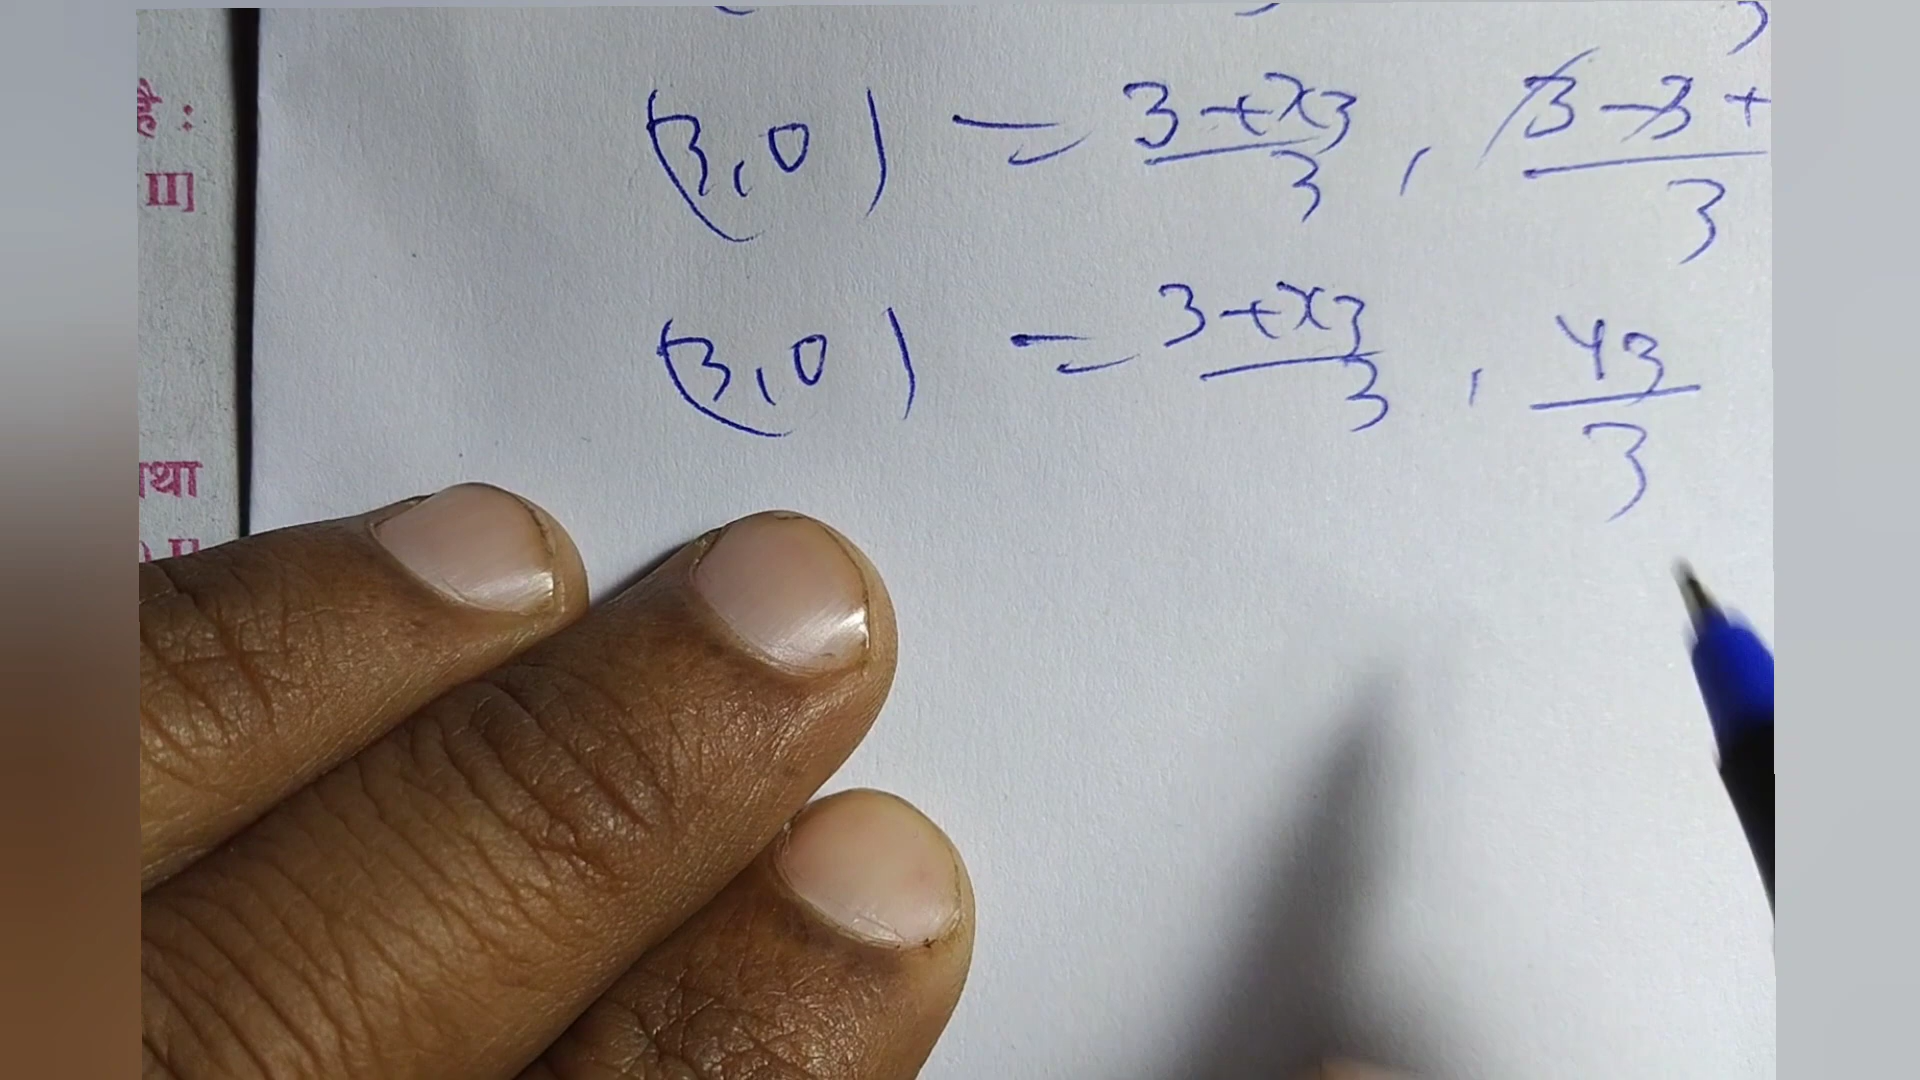 है :
(3,0) = 3+x3/3 , 3-3+/3
II]
(3,0) = 3+x3/3 , y3/3
था